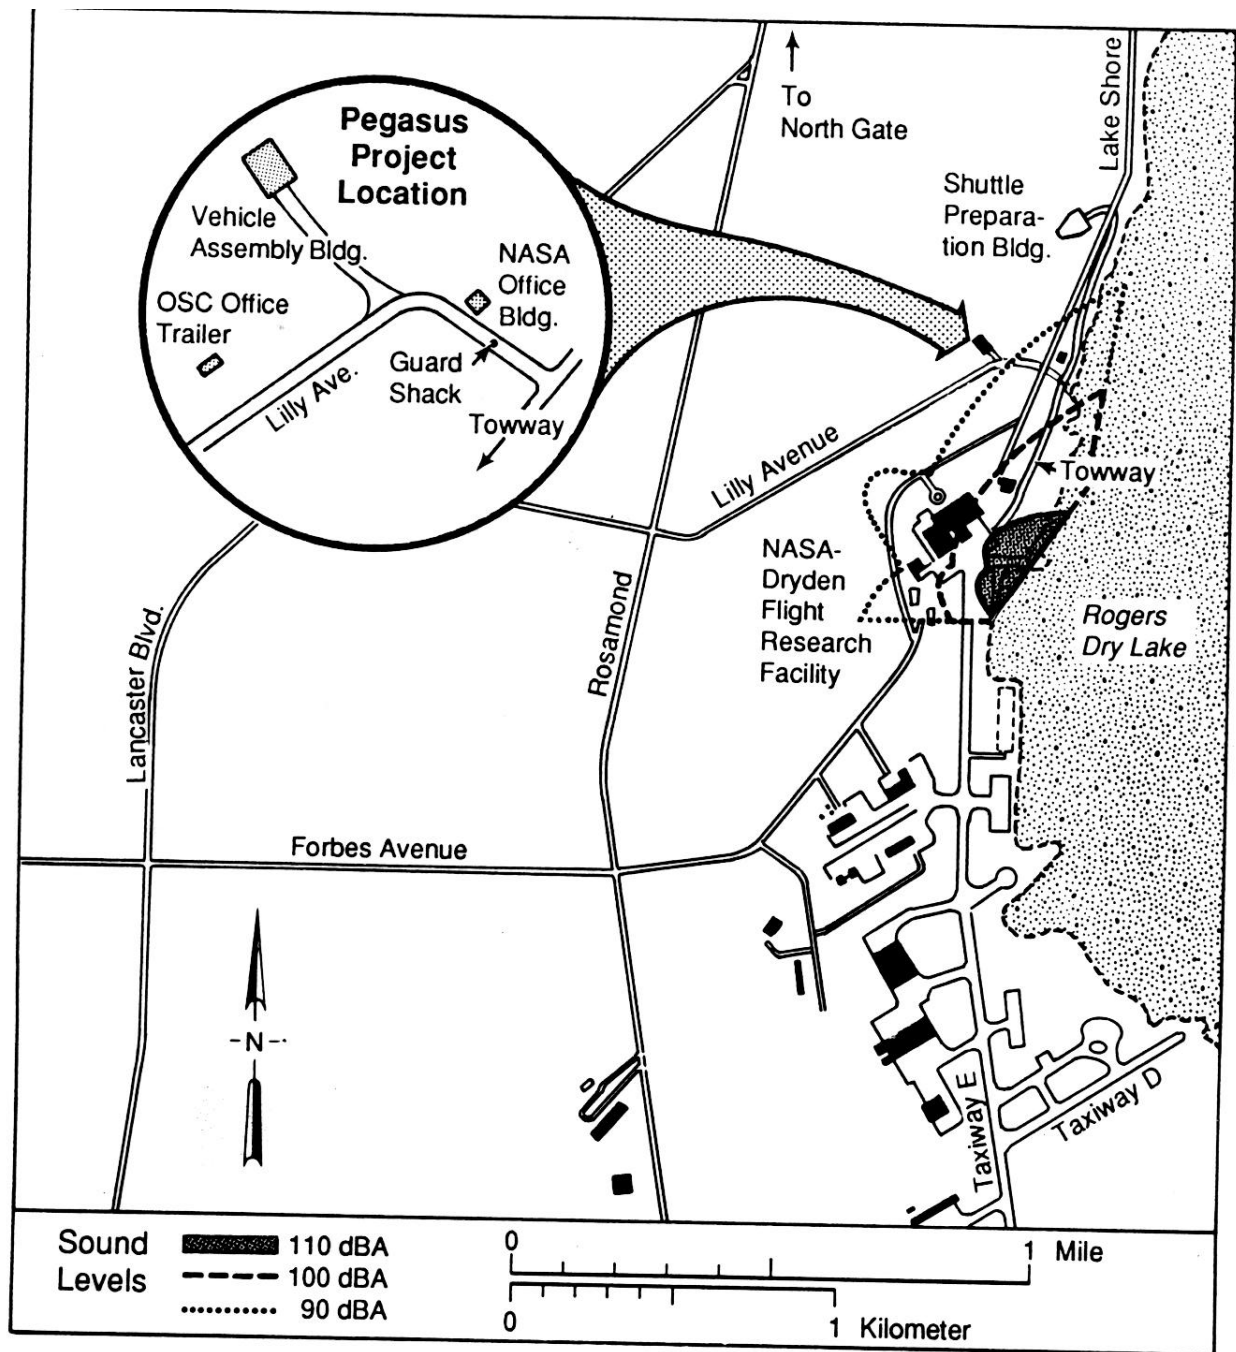 Pegasus
Project
Location
Vehicle
Assembly Bldg.
OSC Office
Trailer
NASA
Office
Bldg.
Guard
Shack
Lilly Ave.
Towway
To
North Gate
Lake Shore
Shuttle
Prepara-
tion Bldg.
Lilly Avenue
Towway
NASA-
Dryden
Flight
Research
Facility
Rogers
Dry Lake
Lancaster Blvd.
Rosamond
Forbes Avenue
-N-
Taxiway E
Taxiway D
Sound
Levels
110 dBA
100 dBA
90 dBA
0
1 Mile
0
1 Kilometer